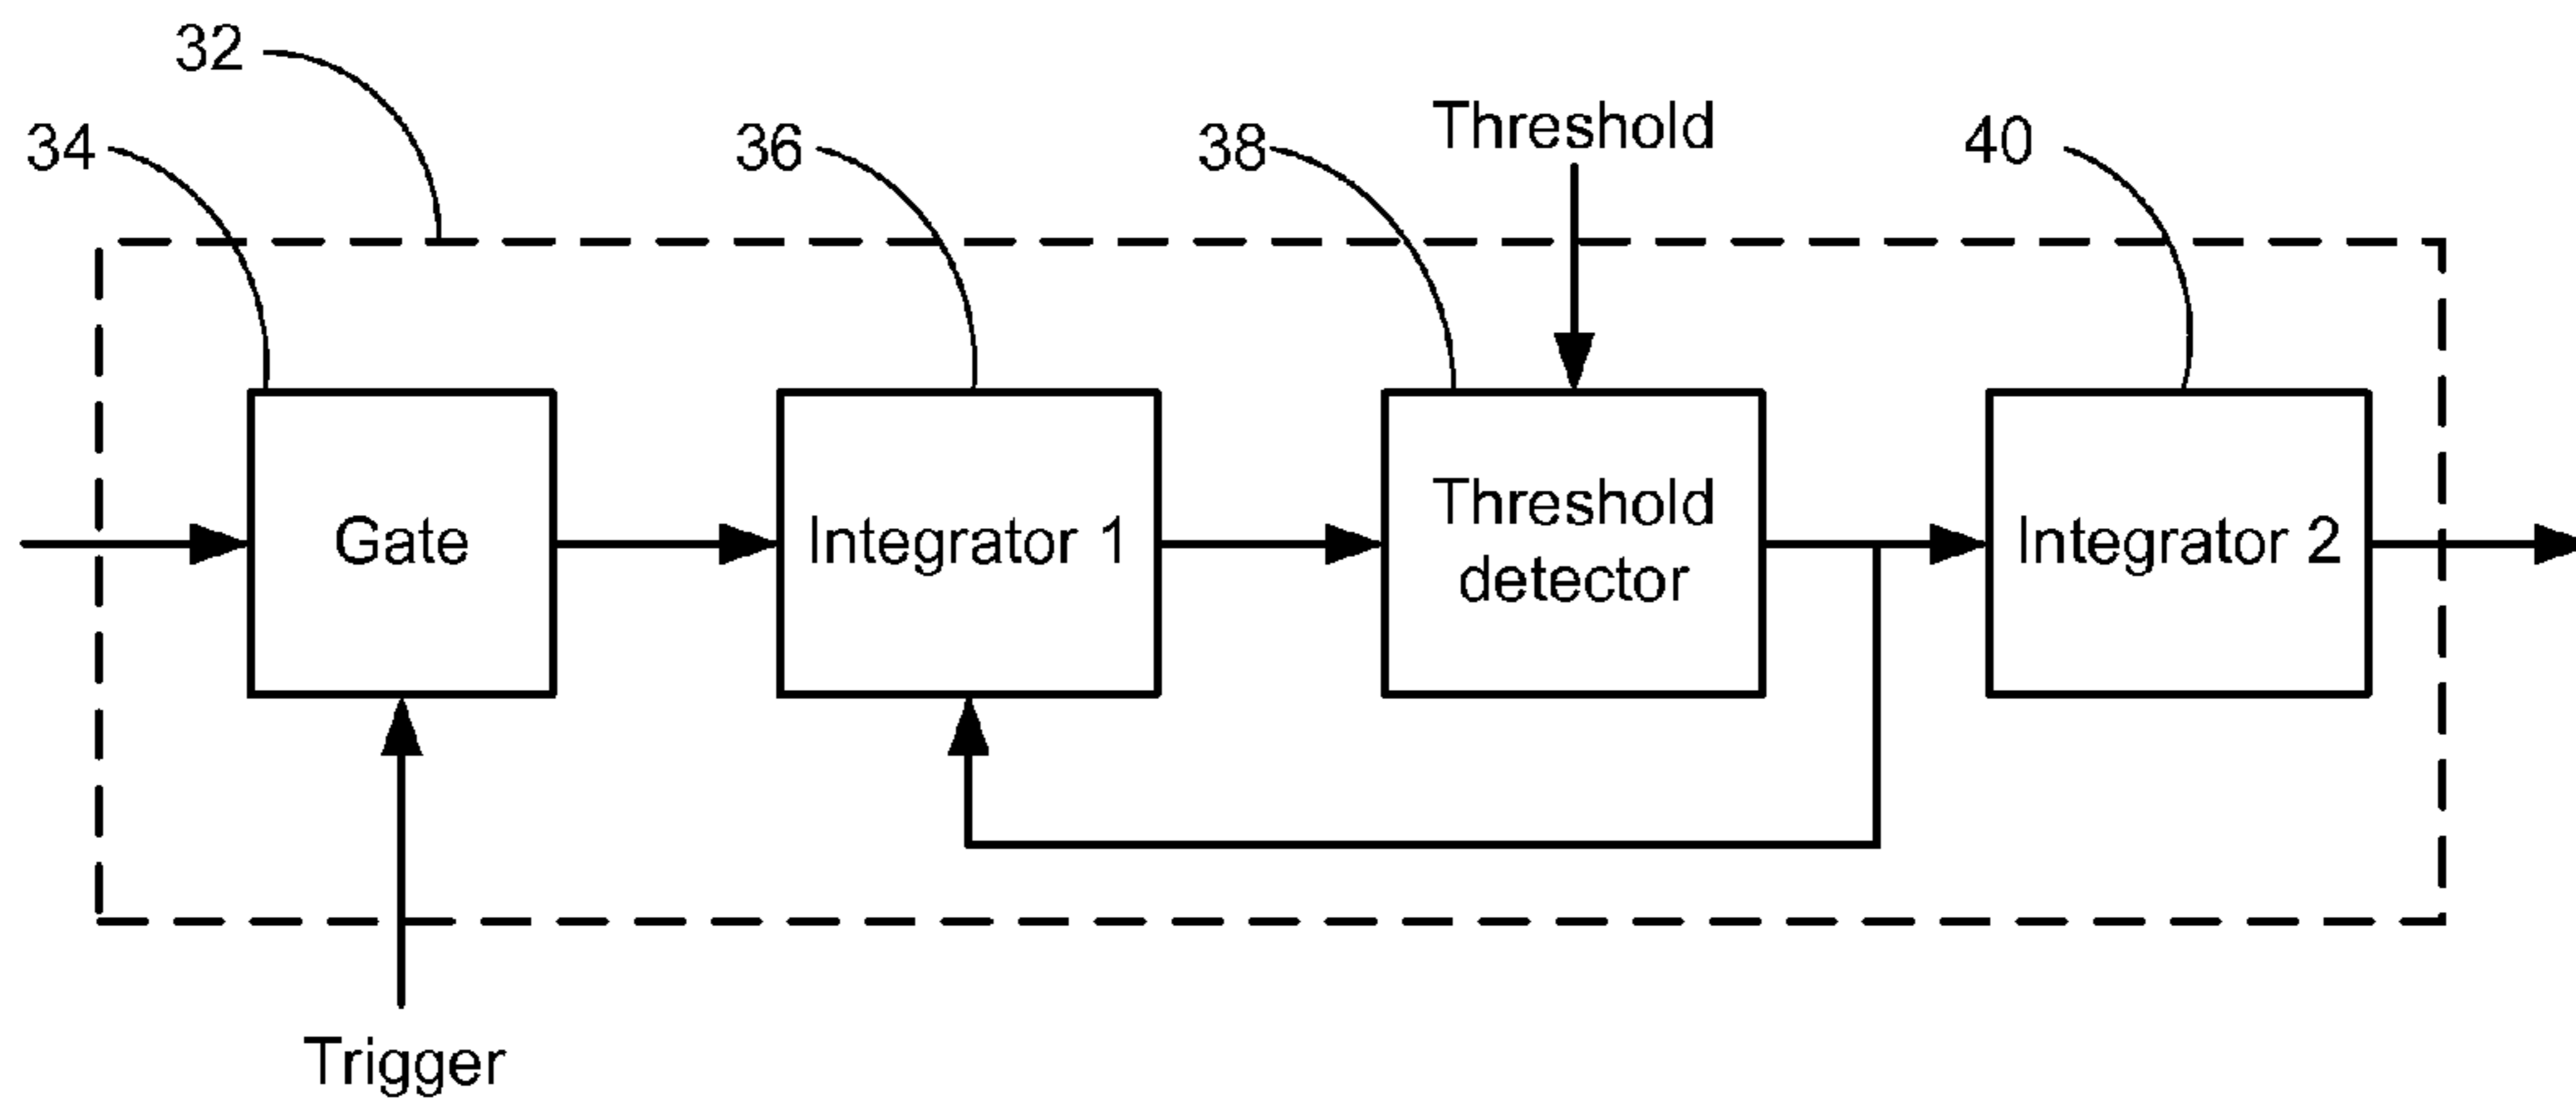 32
34
36
38
Threshold
40
Gate
Integrator 1
Threshold
detector
Integrator 2
Trigger